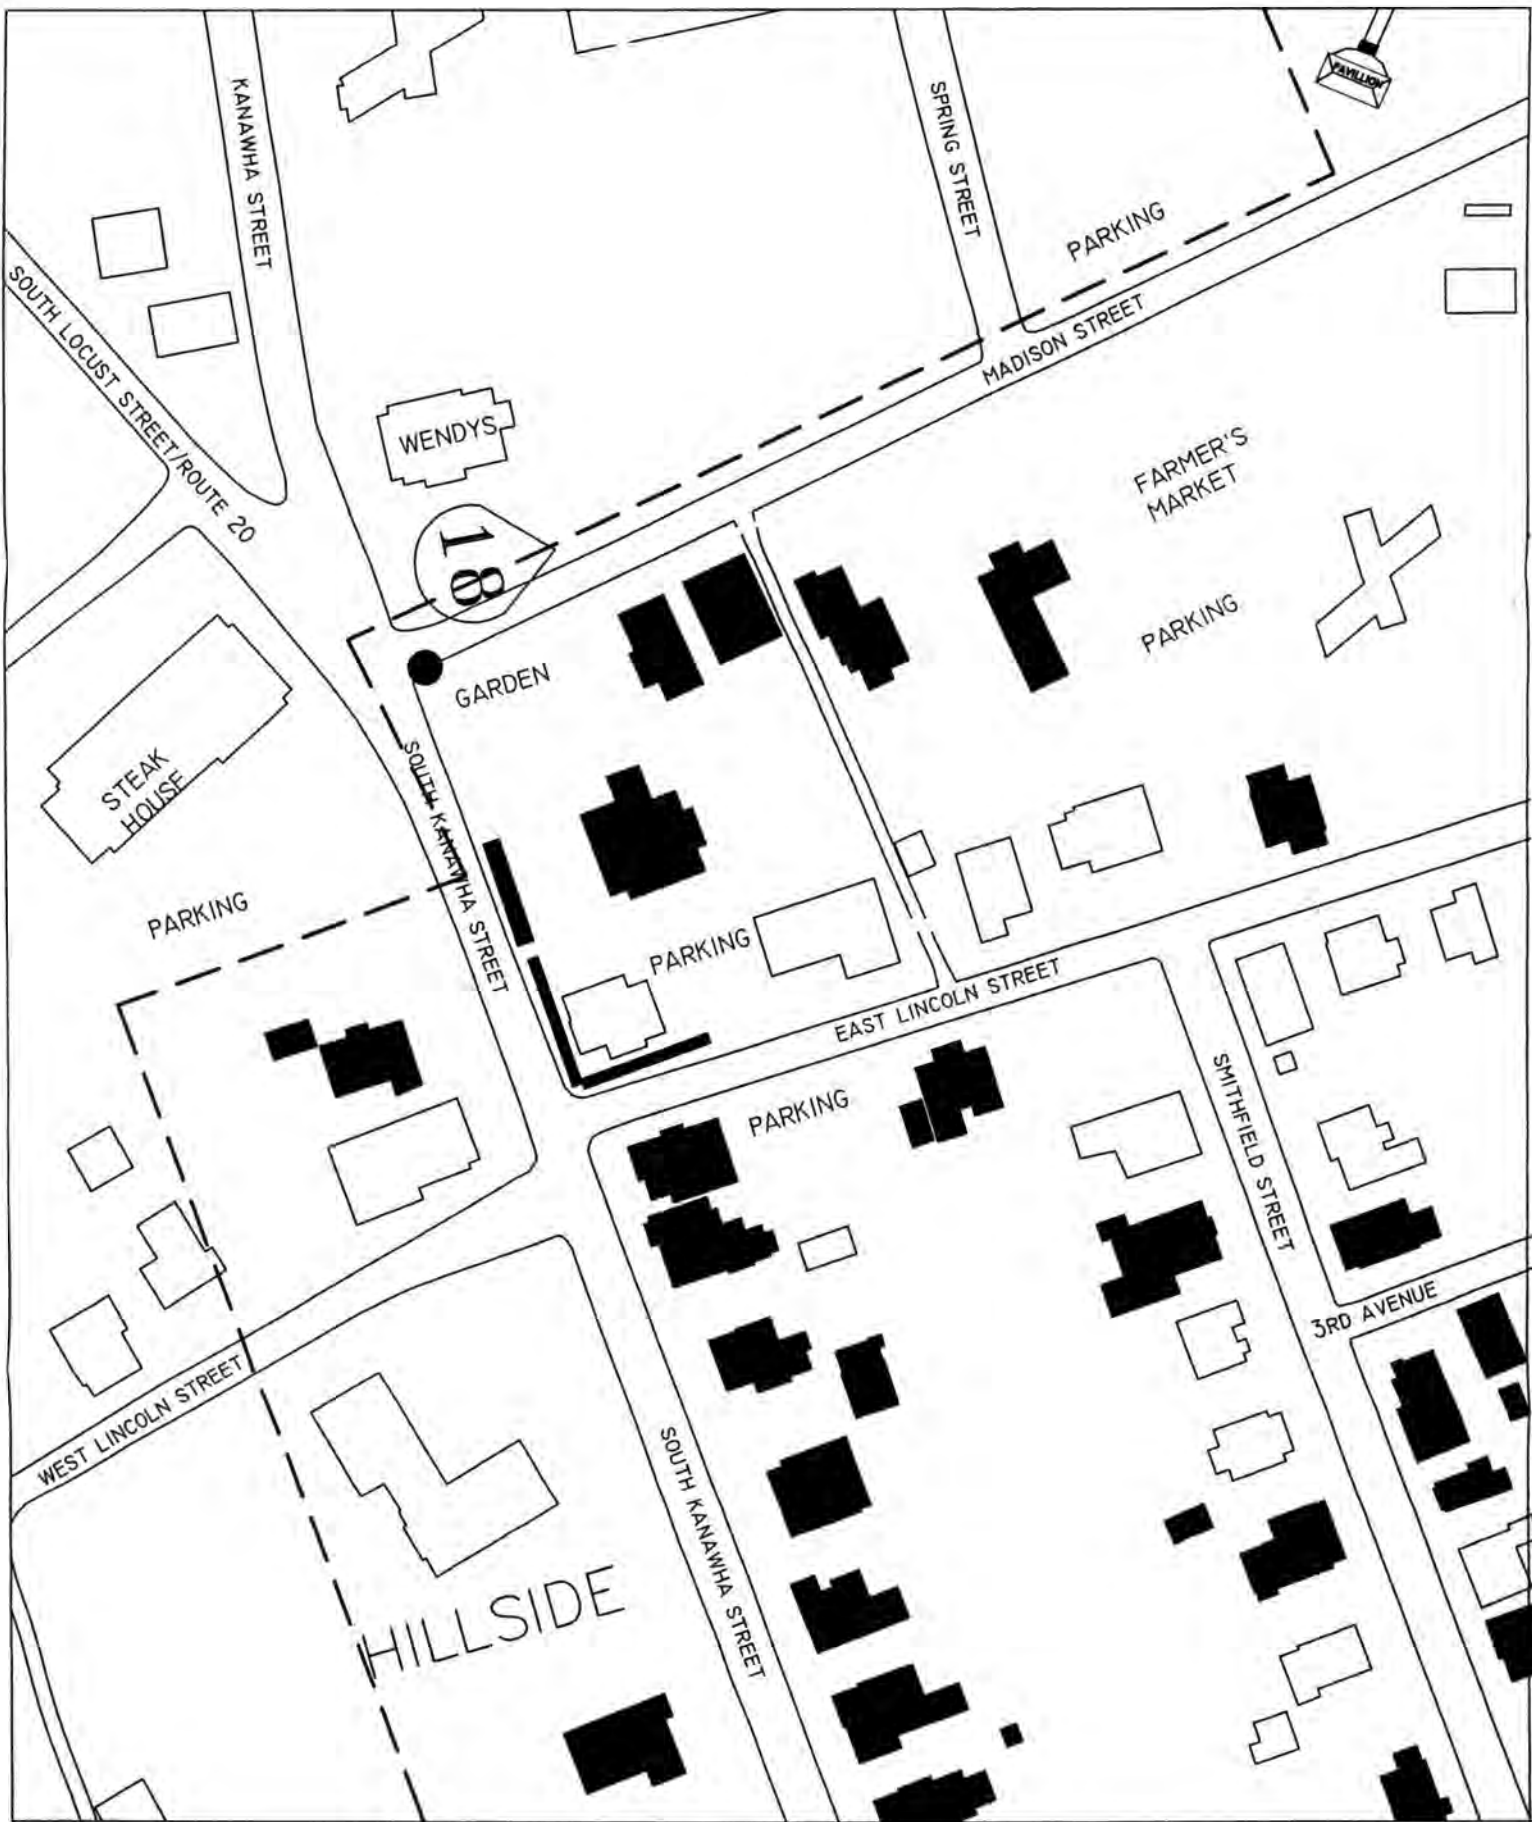 PAVILLION
KANAWHA STREET
SPRING STREET
PARKING
SOUTH LOCUST STREET/ROUTE 20
MADISON STREET
WENDYS
FARMER'S
MARKET
18
PARKING
GARDEN
STEAK
HOUSE
SOUTH KANAWHA STREET
PARKING
PARKING
EAST LINCOLN STREET
PARKING
SMITHFIELD STREET
3RD AVENUE
WEST LINCOLN STREET
SOUTH KANAWHA STREET
HILLSIDE